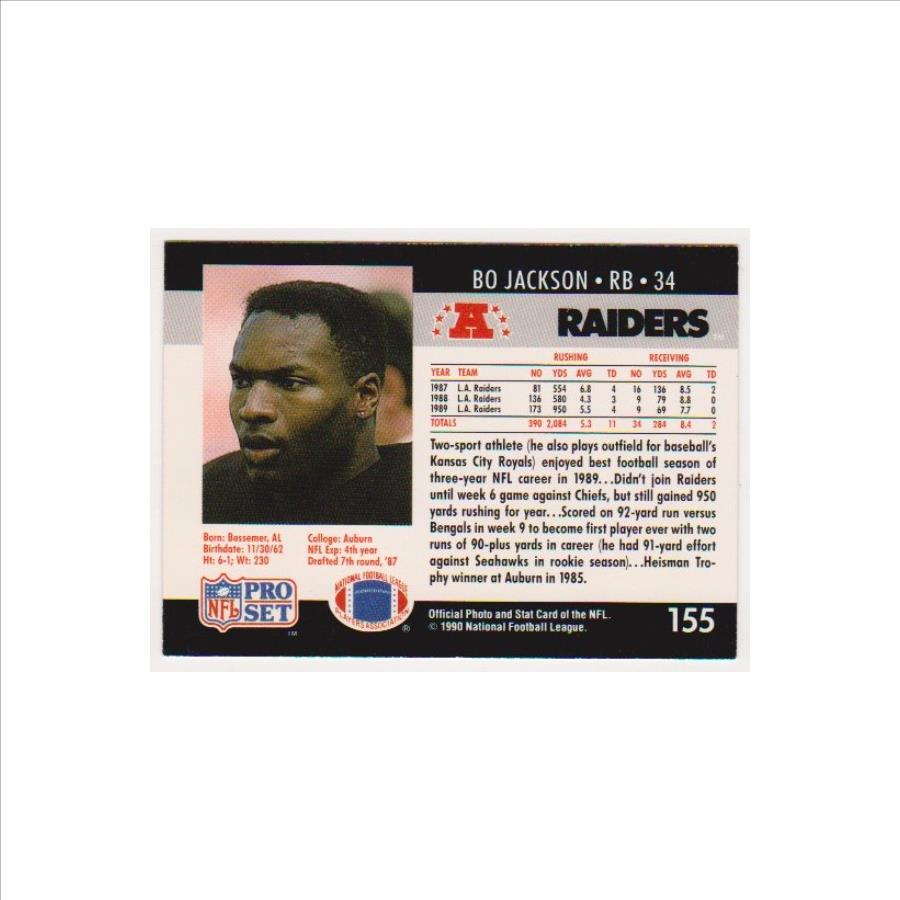 BO JACKSON • RB • 34
A
RAIDERS™
RUSHING RECEIVING
YEAR TEAM NO YDS AVG TD NO YDS AVG TD
1987 L.A. Raiders 81 554 6.8 4 16 136 8.5 2
1988 L.A. Raiders 136 580 4.3 3 9 79 8.8 0
1989 L.A. Raiders 173 950 5.5 4 9 69 7.7 0
TOTALS 390 2,084 5.3 11 34 284 8.4 2
Two-sport athlete (he also plays outfield for baseball's
Kansas City Royals) enjoyed best football season of
three-year NFL career in 1989...Didn't join Raiders
until week 6 game against Chiefs, but still gained 950
yards rushing for year...Scored on 92-yard run versus
Bengals in week 9 to become first player ever with two
runs of 90-plus yards in career (he had 91-yard effort
against Seahawks in rookie season)...Heisman Tro-
phy winner at Auburn in 1985.
Born: Bessemer, AL
Birthdate: 11/30/62
Ht: 6-1; Wt: 230
College: Auburn
NFL Exp: 4th year
Drafted 7th round, '87
NFL
PRO
SET
™
NATIONAL FOOTBALL LEAGUE
PLAYERS ASSOCIATION
®
Official Photo and Stat Card of the NFL.
© 1990 National Football League.
155